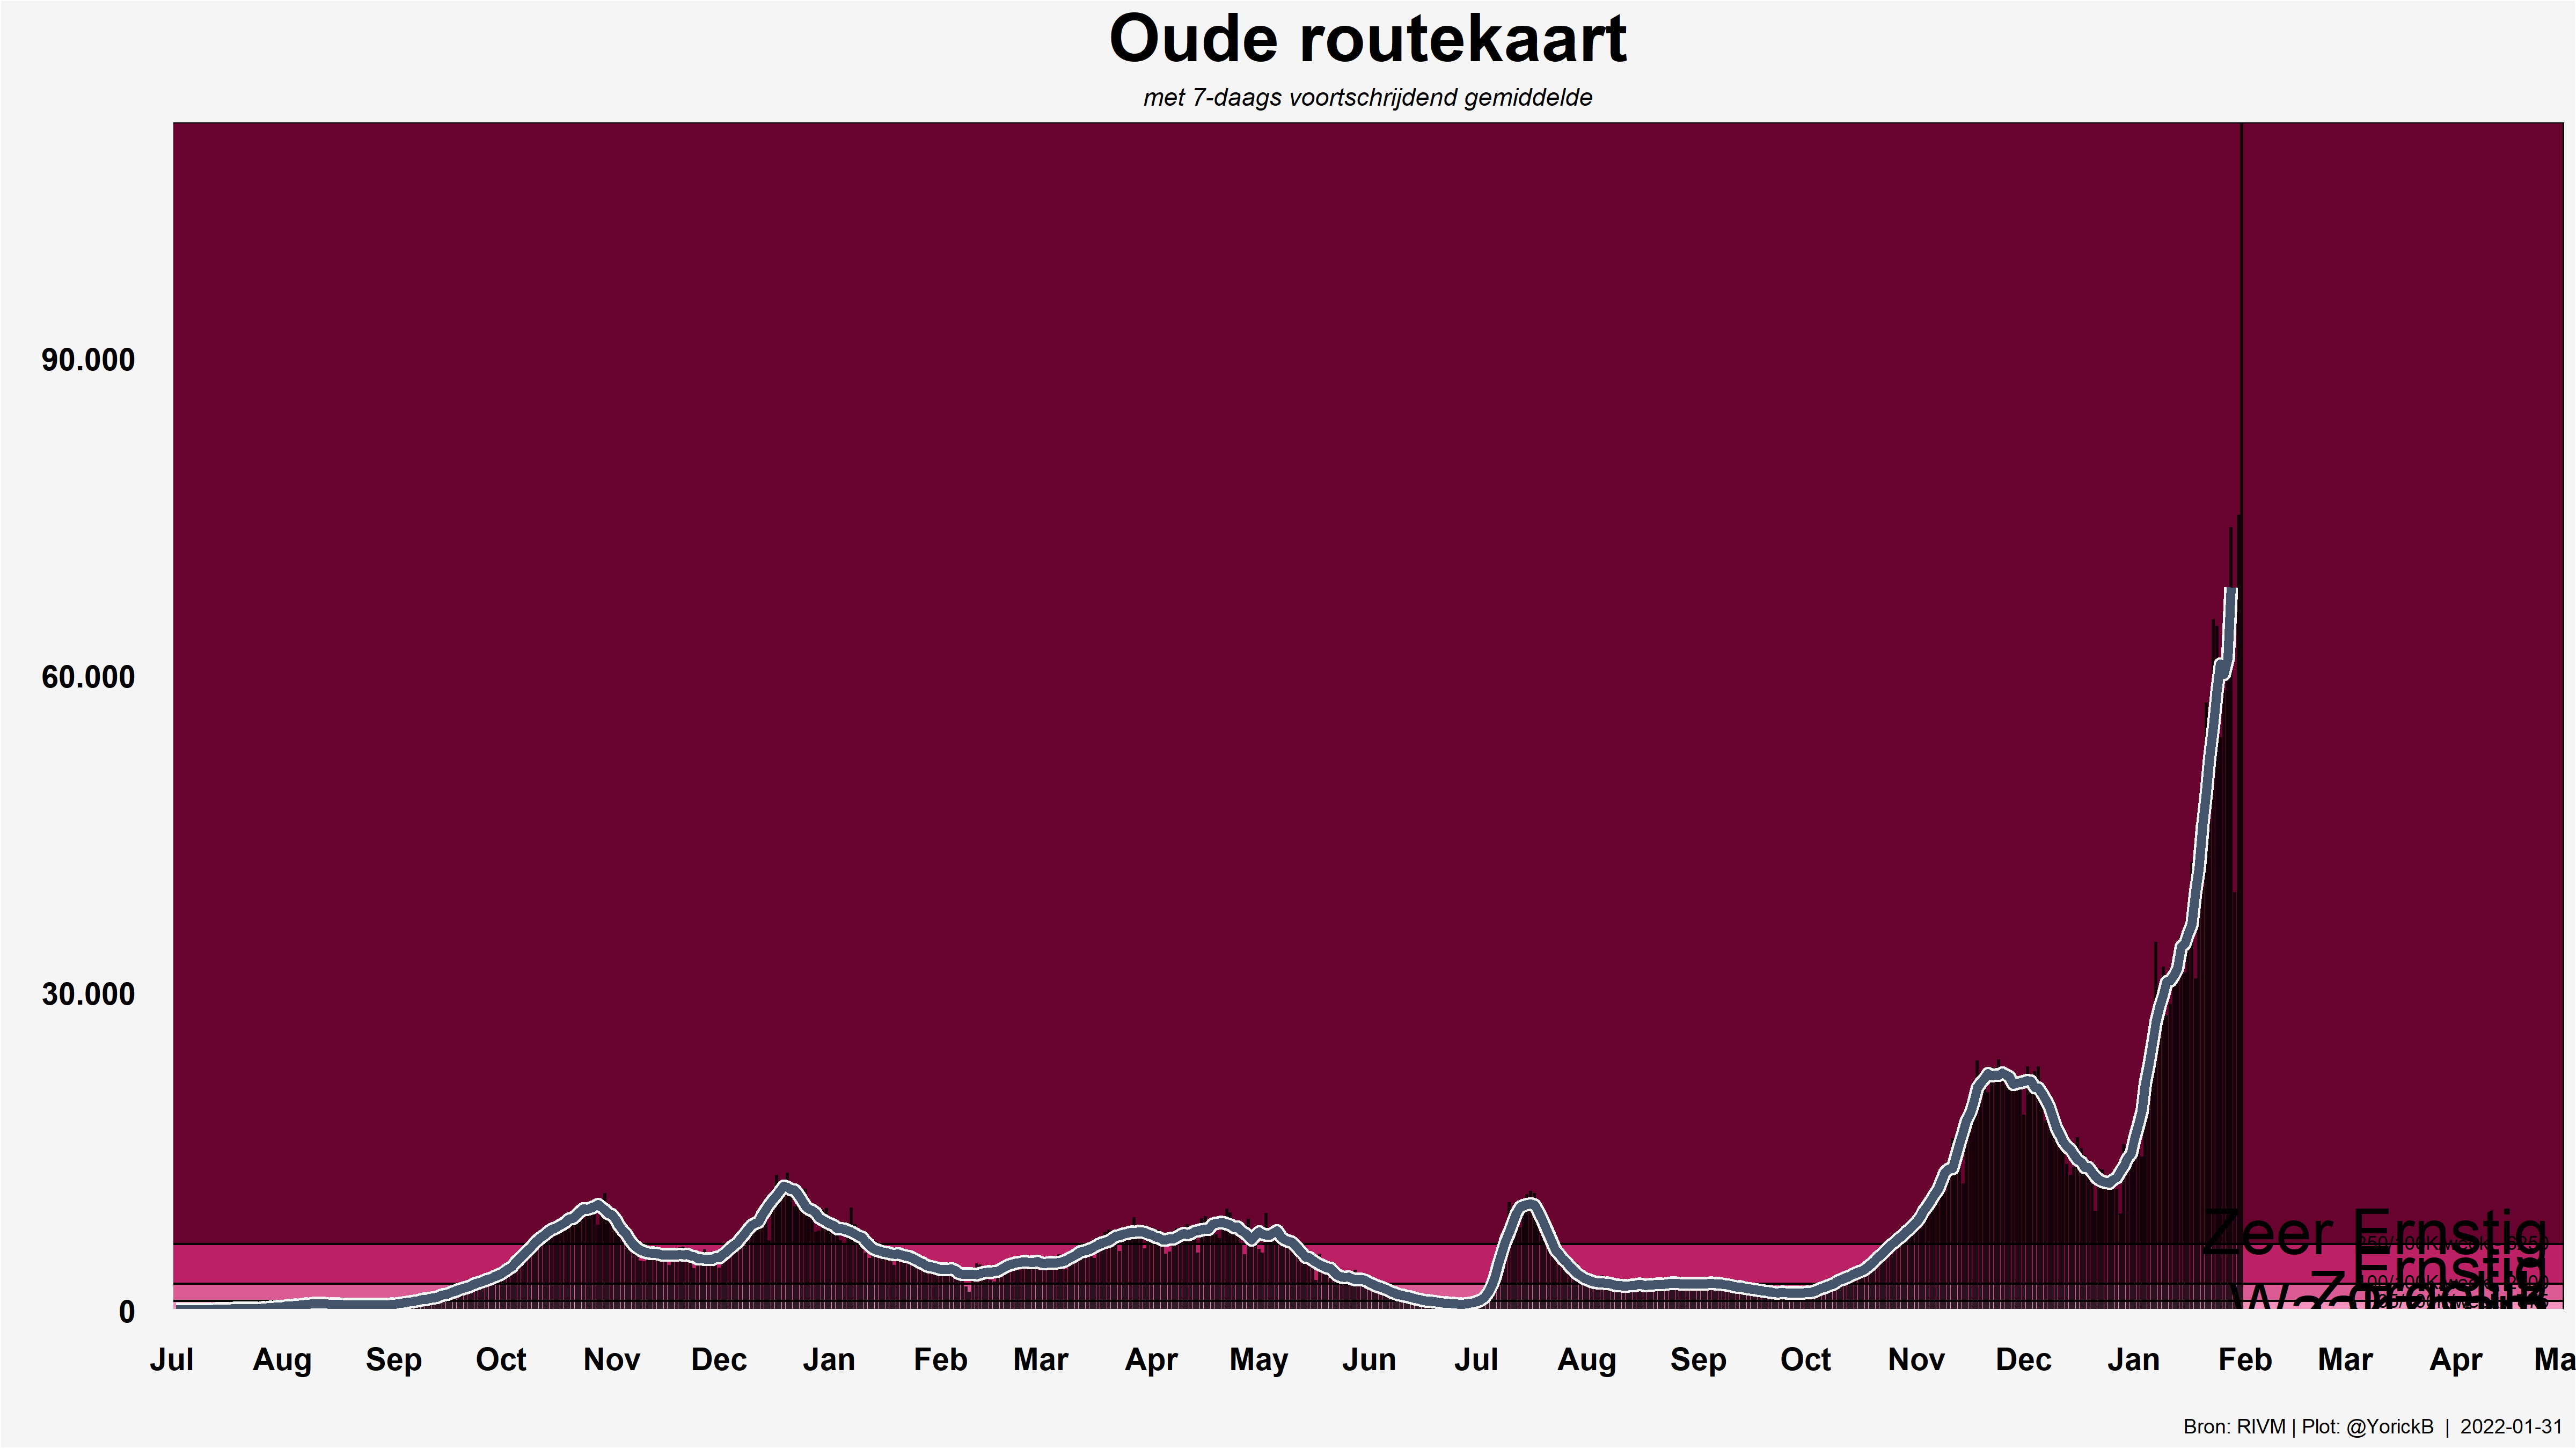 Oude routekaart
met 7-daags voortschrijdend gemiddelde
90.000
60.000
30.000
0
Zeer Ernstig
Ernstig
Jul Aug Sep Oct Nov Dec Jan Feb Mar Apr May Jun Jul Aug Sep Oct Nov Dec Jan Feb Mar Apr Ma
Bron: RIVM | Plot: @YorickB | 2022-01-31